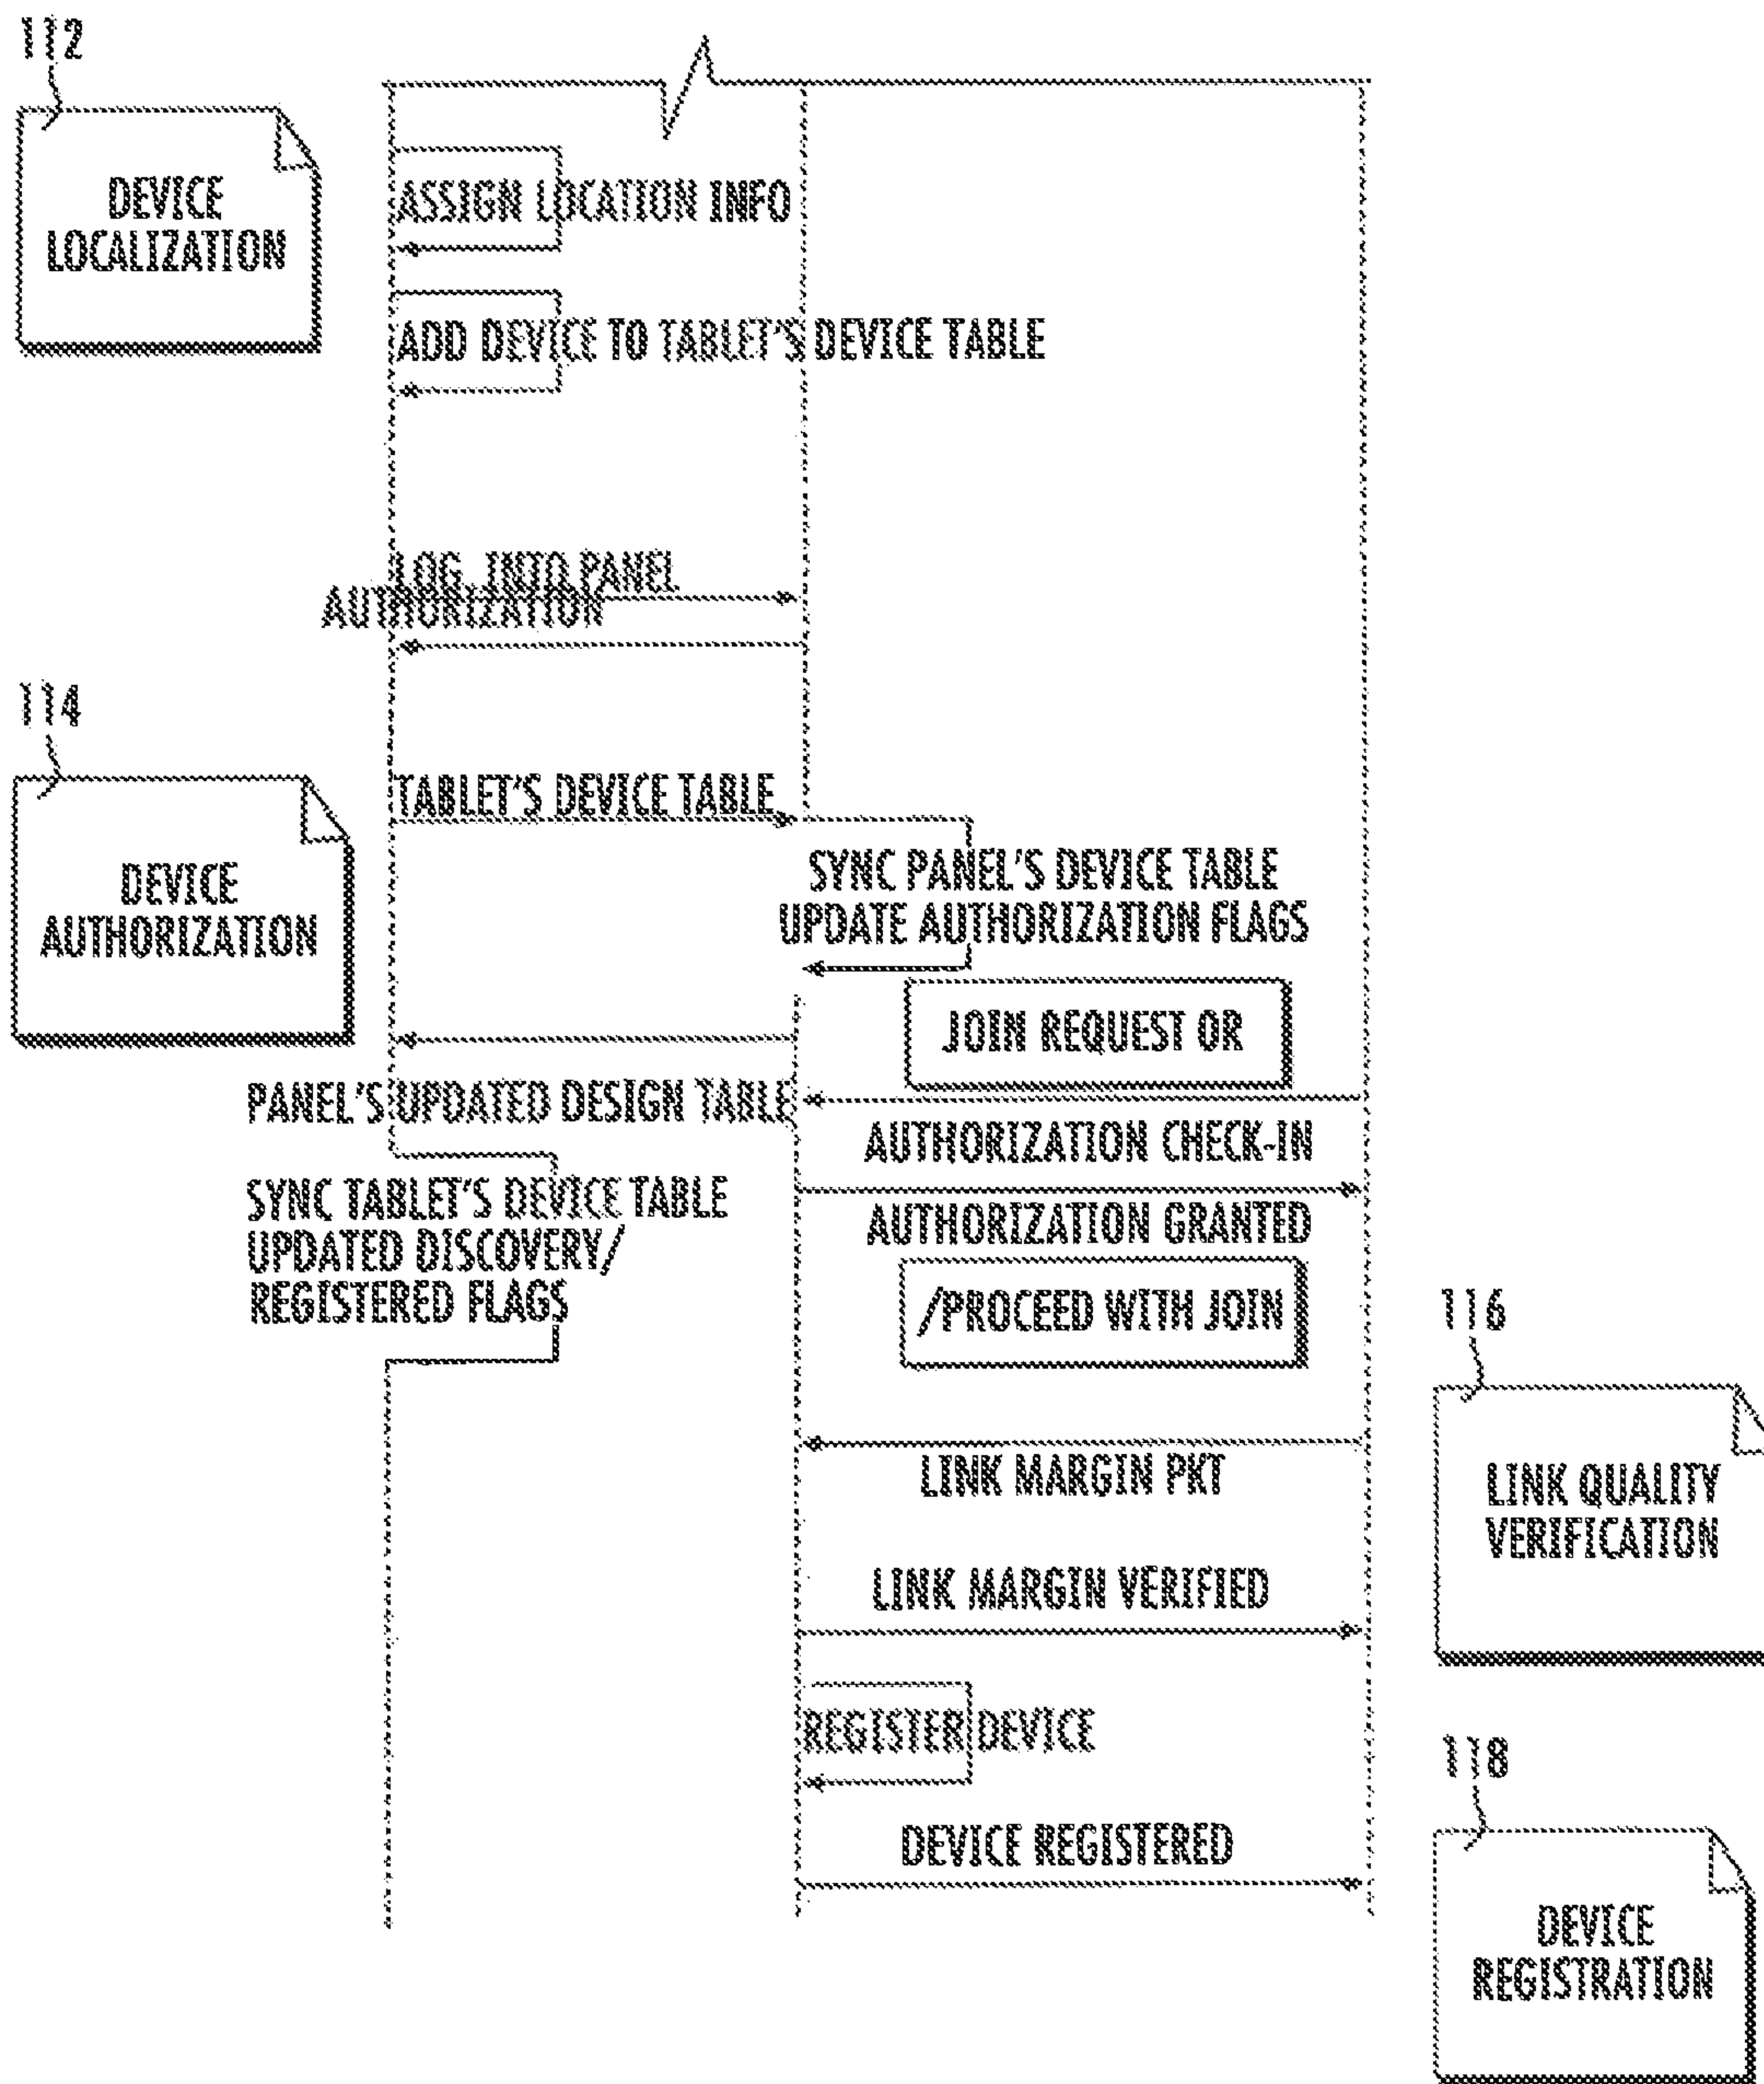 112
DEVICE
LOCALIZATION
ASSIGN LOCATION INFO
ADD DEVICE TO TABLET'S DEVICE TABLE
LOG INTO PANEL
AUTHORIZATION
114
DEVICE
AUTHORIZATION
TABLET'S DEVICE TABLE
SYNC PANEL'S DEVICE TABLE
UPDATE AUTHORIZATION FLAGS
JOIN REQUEST OR
PANEL'S UPDATED DESIGN TABLE
AUTHORIZATION CHECK-IN
SYNC TABLET'S DEVICE TABLE
UPDATED DISCOVERY/
REGISTERED FLAGS
AUTHORIZATION GRANTED
/PROCEED WITH JOIN
116
LINK QUALITY
VERIFICATION
LINK MARGIN PKT
LINK MARGIN VERIFIED
REGISTER DEVICE
118
DEVICE REGISTERED
DEVICE
REGISTRATION